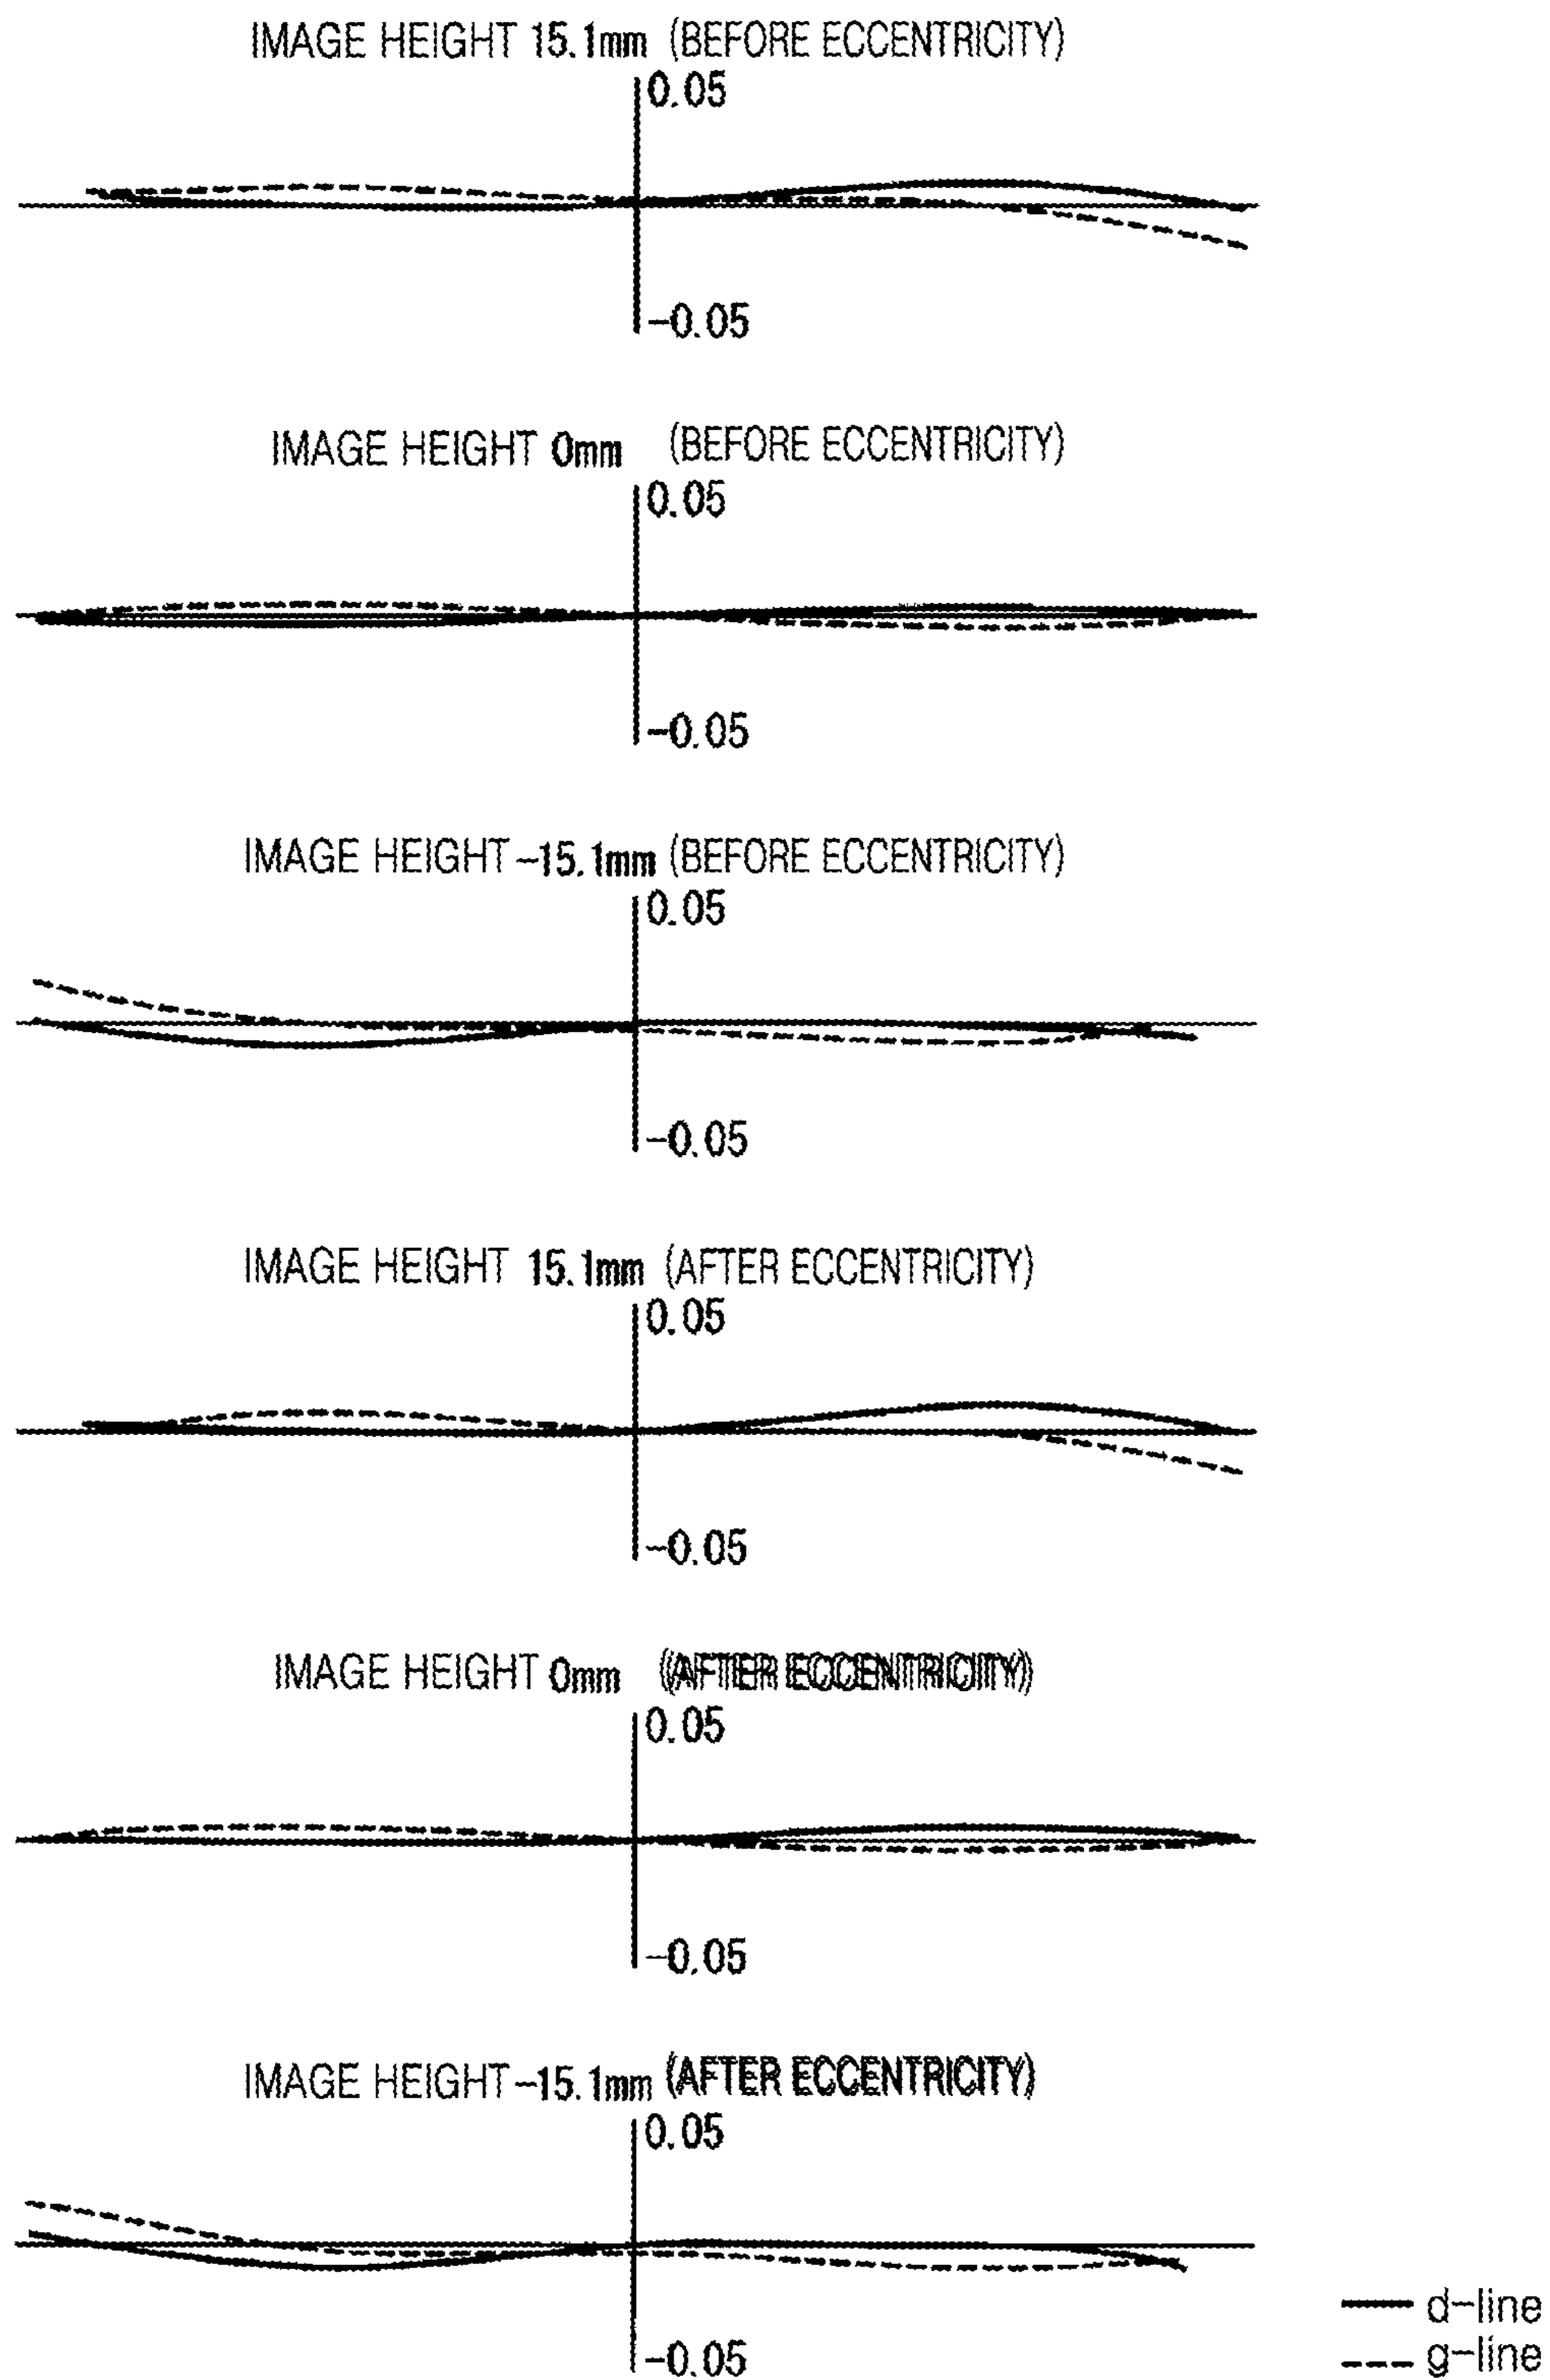 IMAGE HEIGHT 15.1mm (BEFORE ECCENTRICITY)
0.05
-0.05
IMAGE HEIGHT 0mm (BEFORE ECCENTRICITY)
0.05
-0.05
IMAGE HEIGHT -15.1mm (BEFORE ECCENTRICITY)
0.05
-0.05
IMAGE HEIGHT 15.1mm (AFTER ECCENTRICITY)
0.05
-0.05
IMAGE HEIGHT 0mm (AFTER ECCENTRICITY)
0.05
-0.05
IMAGE HEIGHT -15.1mm (AFTER ECCENTRICITY)
0.05
-0.05
d-line
g-line